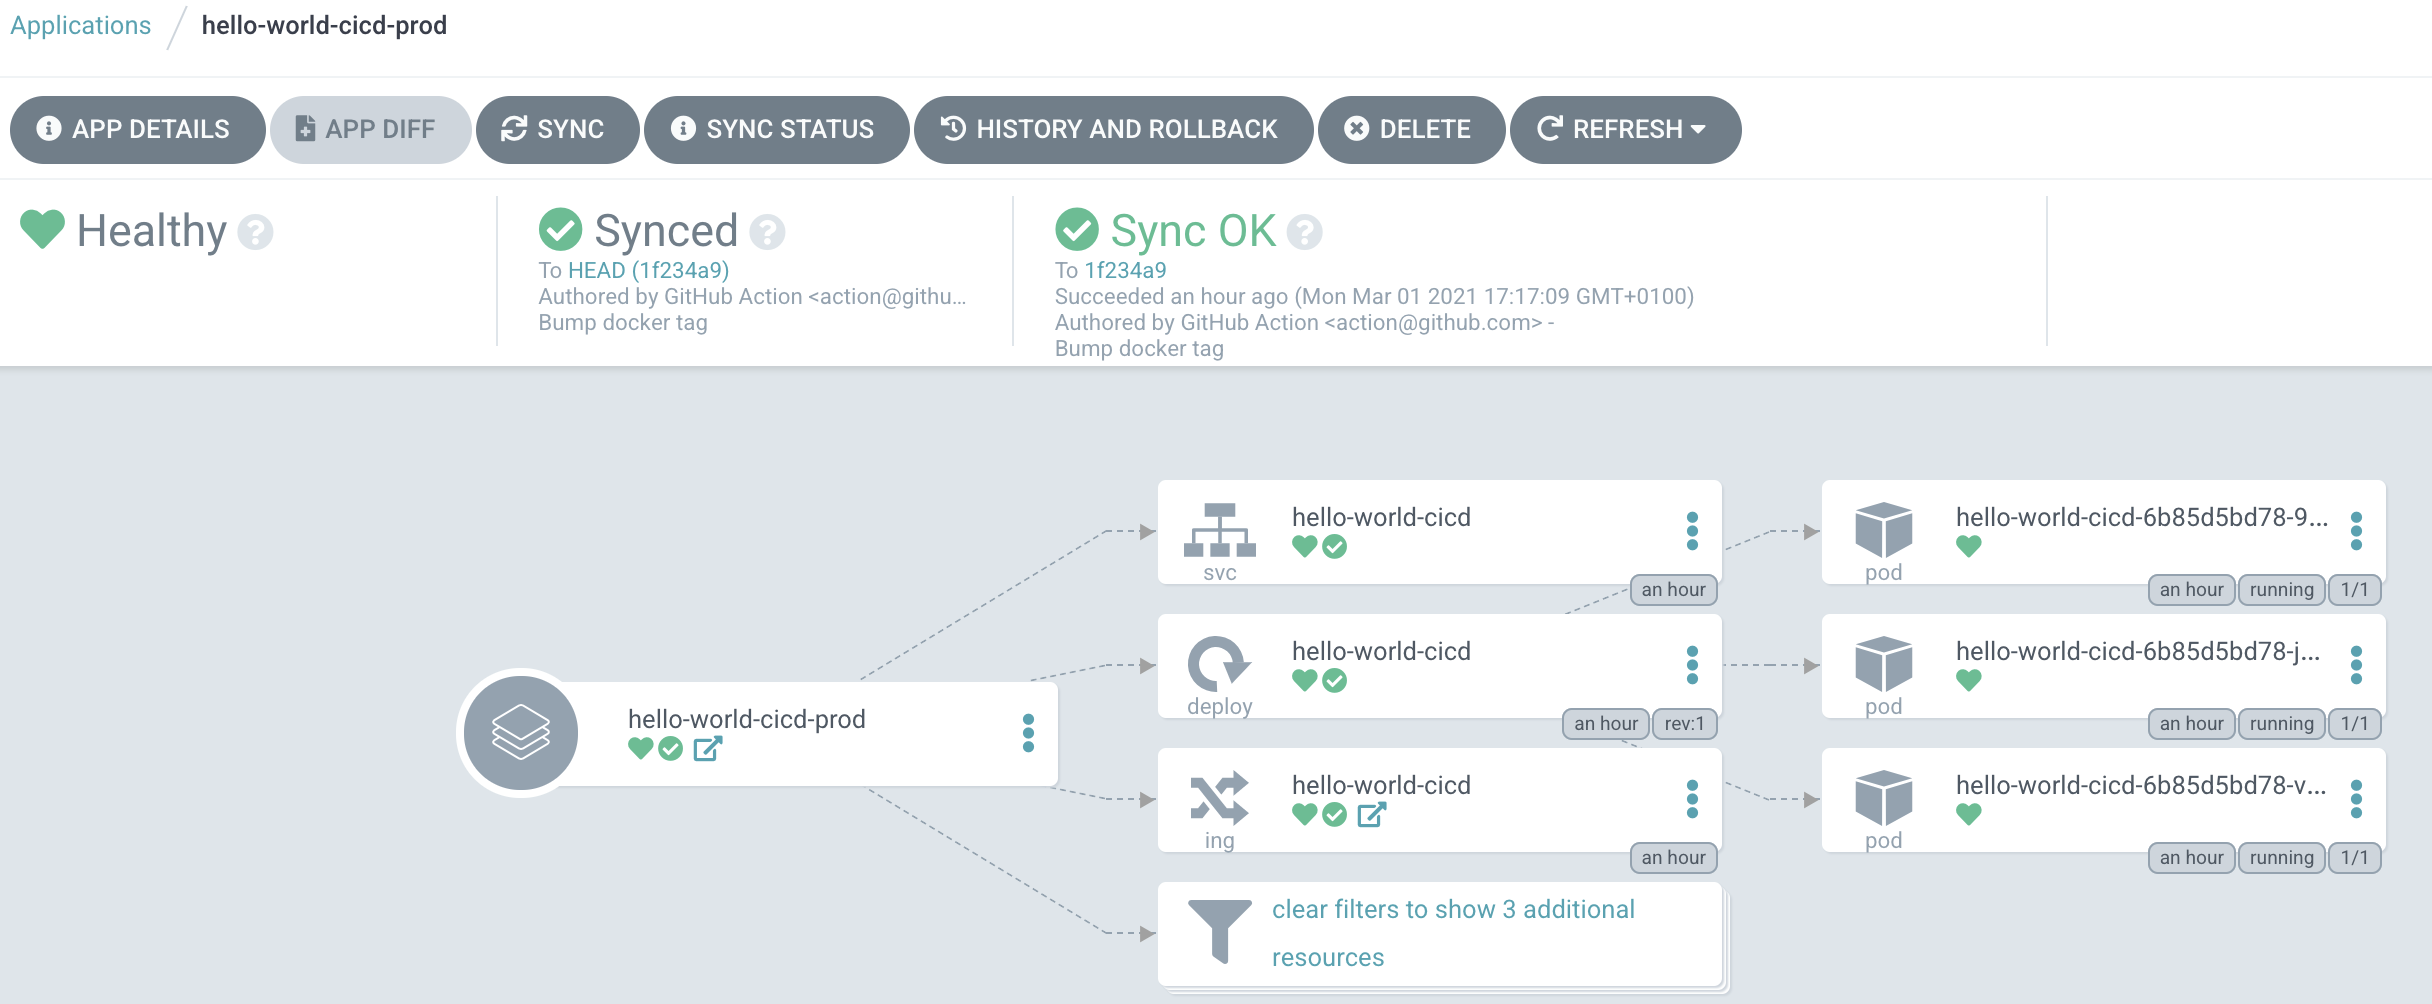 Applications / hello-world-cicd-prod
APP DETAILS
APP DIFF
SYNC
SYNC STATUS
HISTORY AND ROLLBACK
DELETE
REFRESH
Healthy
Synced
To HEAD (1f234a9)
Authored by GitHub Action <action@githu...
Bump docker tag
Sync OK
To 1f234a9
Succeeded an hour ago (Mon Mar 01 2021 17:17:09 GMT+0100)
Authored by GitHub Action <action@github.com> -
Bump docker tag
hello-world-cicd-prod
hello-world-cicd
svc
an hour
hello-world-cicd
deploy
an hour
rev:1
hello-world-cicd
ing
an hour
clear filters to show 3 additional
resources
hello-world-cicd-6b85d5bd78-9...
pod
an hour
running
1/1
hello-world-cicd-6b85d5bd78-j...
pod
an hour
running
1/1
hello-world-cicd-6b85d5bd78-v...
pod
an hour
running
1/1